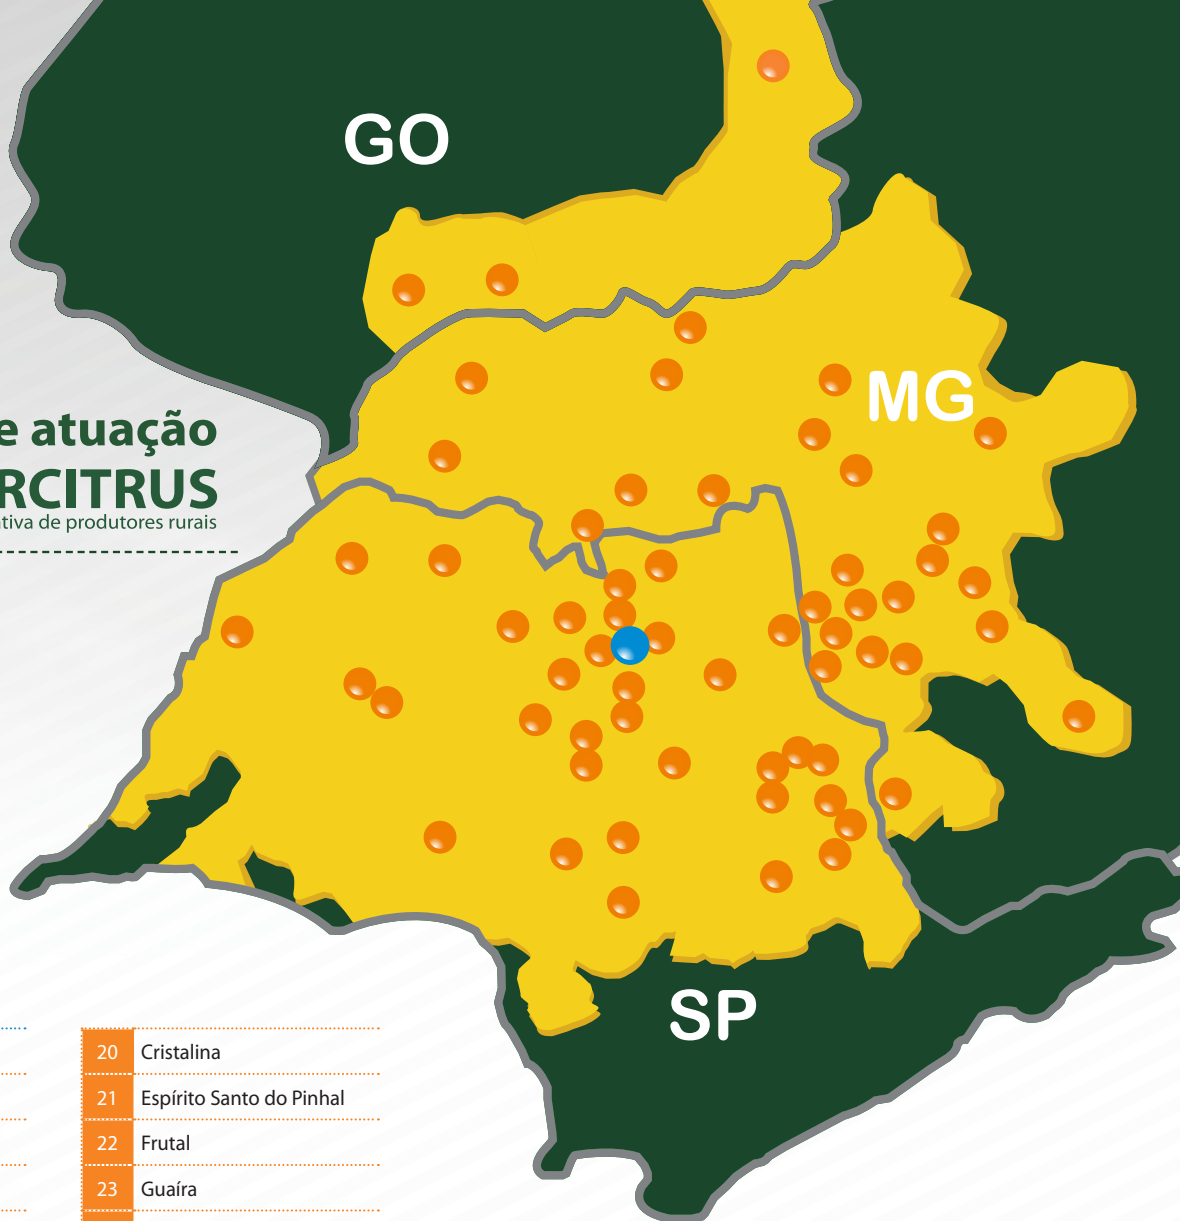 GO
MG
e atuação
RCITRUS
tiva de produtores rurais
SP
20 Cristalina
21 Espírito Santo do Pinhal
22 Frutal
23 Guaíra